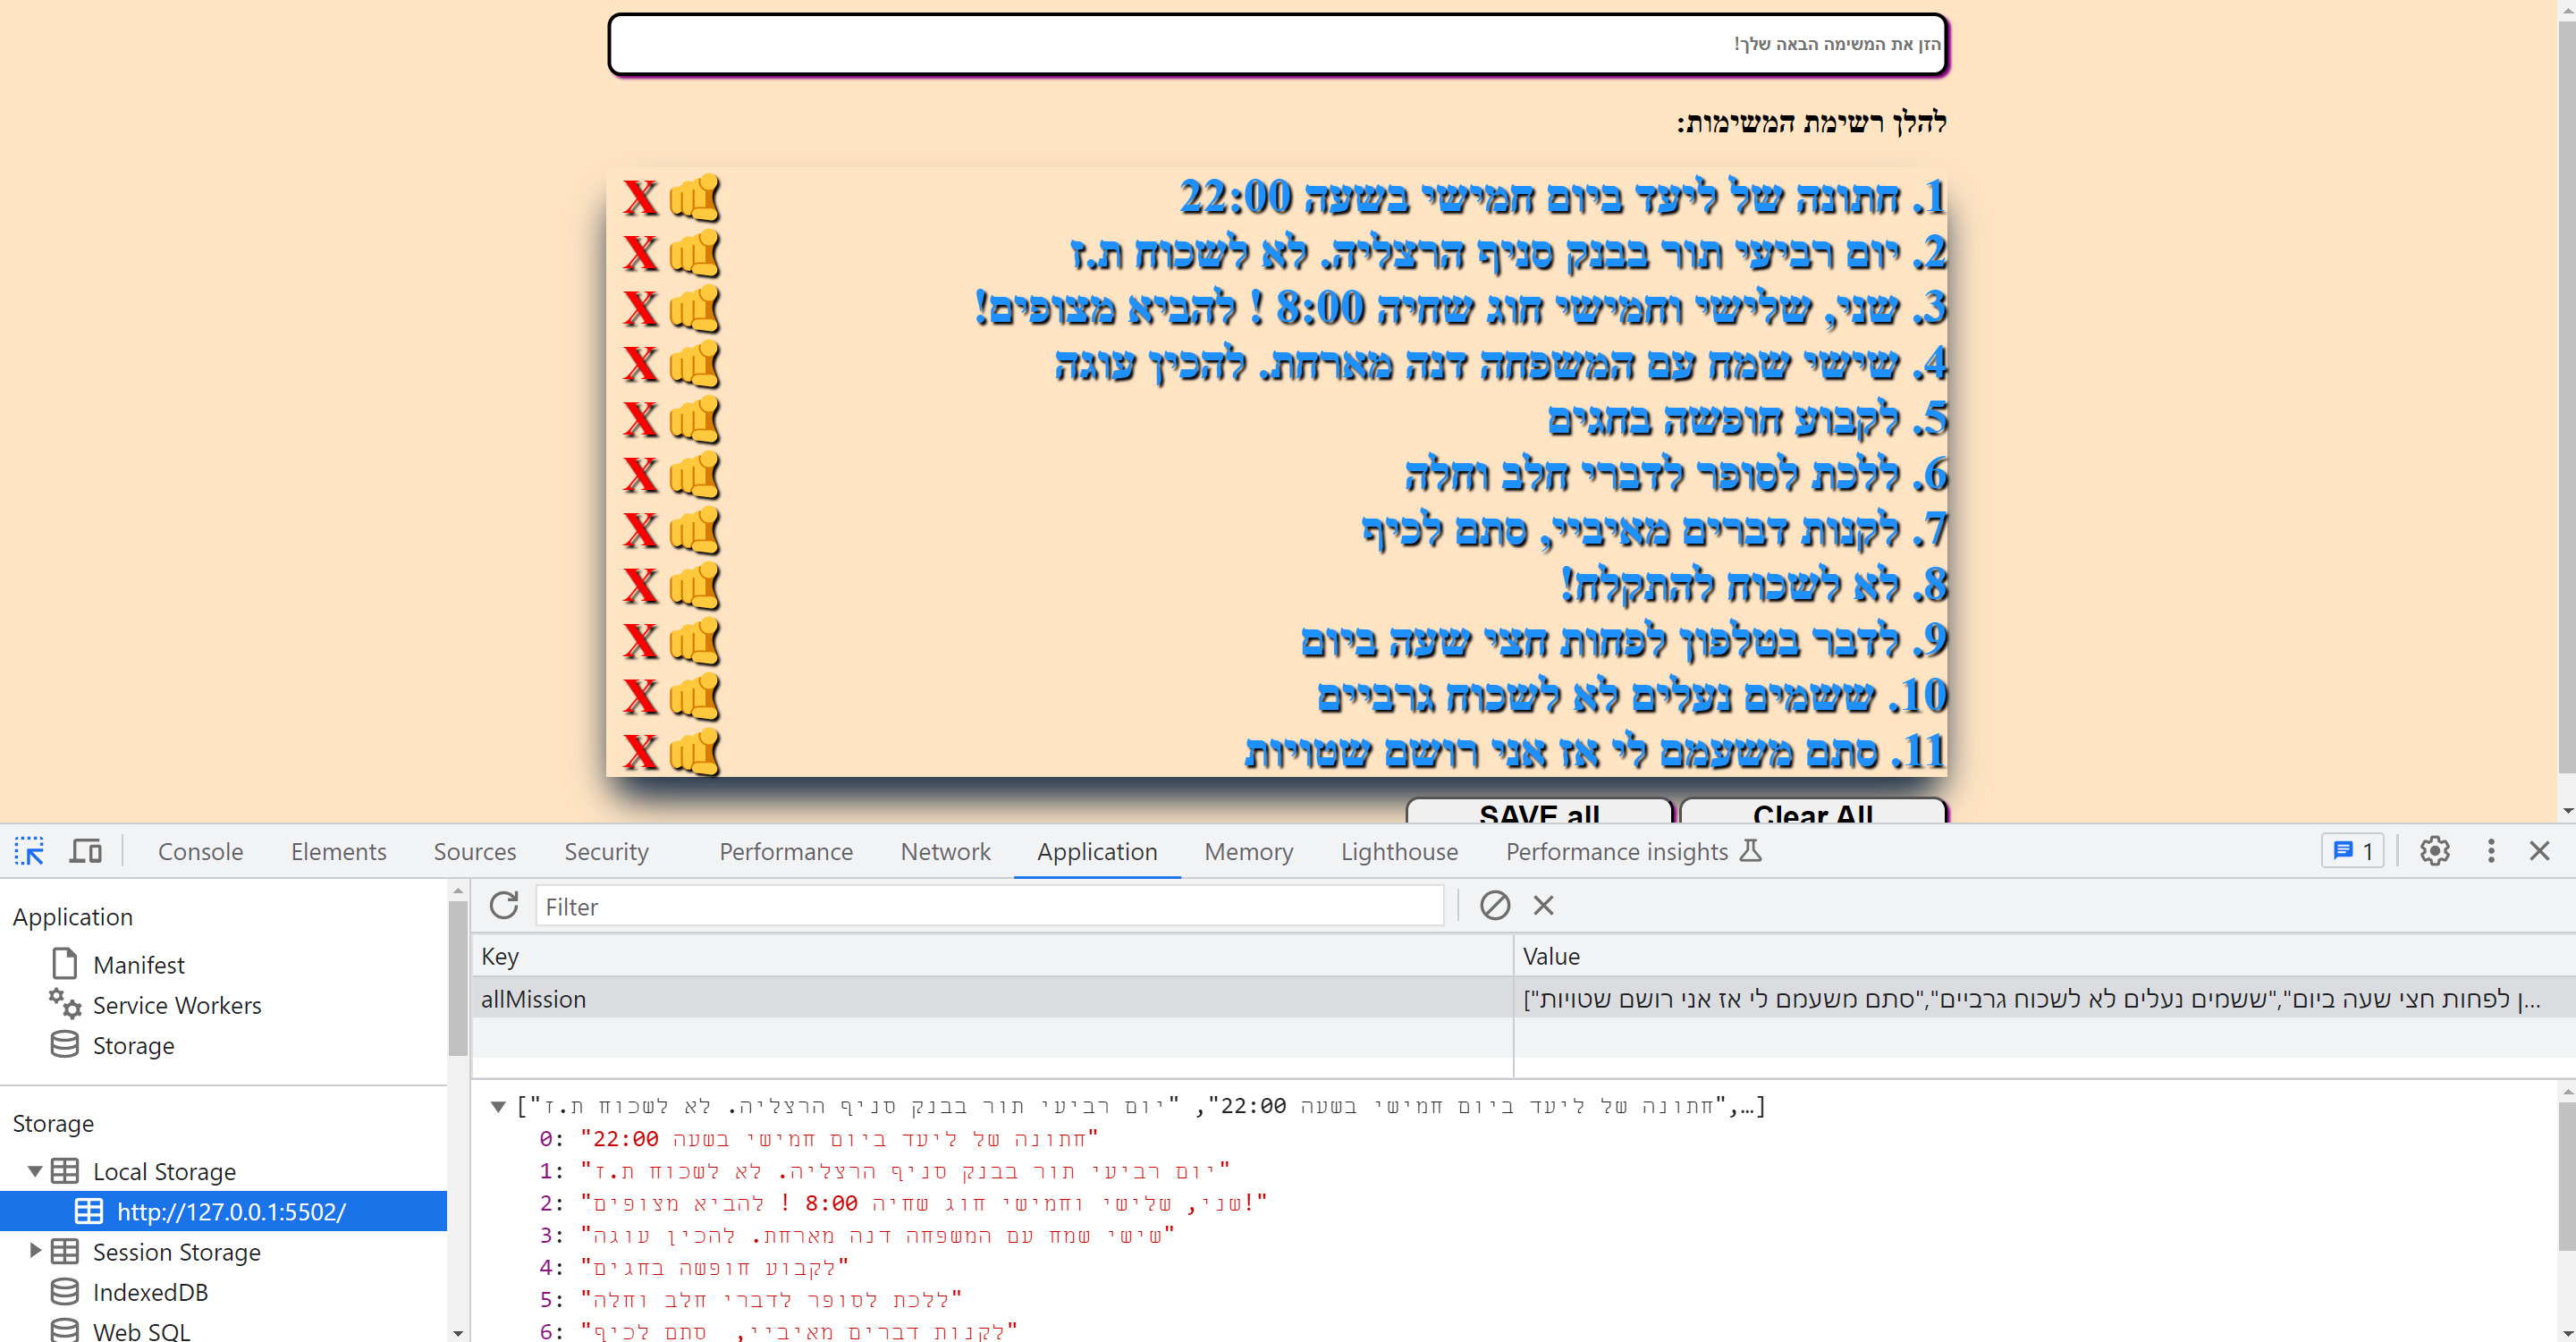 הזן את המשימה הבאה שלך!
להלן רשימת המשימות:
1. חתונה של ליעד ביום חמישי בשעה 22:00 X
2. יום רביעי תור בבנק סניף הרצליה. לא לשכוח ת.ז X
3. שני, שלישי וחמישי חוג שחיה 8:00 ! להביא מצופים! X
4. שישי שמח עם המשפחה דנה מארחת. להכין עוגה X
5. לקבוע חופשה בחגים X
6. ללכת לסופר לדברי חלב וחלה X
7. לקנות דברים מאיביי, סתם לכיף X
8. לא לשכוח להתקלח! X
9. לדבר בטלפון לפחות חצי שעה ביום X
10. ששמים נעלים לא לשכוח גרביים X
11. סתם משעמם לי אז אני רושם שטויות X
SAVE all Clear All
Console Elements Sources Security Performance Network Application Memory Lighthouse Performance insights 1
Application
Manifest
Service Workers
Storage
Storage
Local Storage
http://127.0.0.1:5502/
Session Storage
IndexedDB
Web SQL
Filter
Key Value
allMission ["ן לפחות חצי שעה ביום","ששמים נעלים לא לשכוח גרביים","סתם משעמם לי אז אני רושם שטויות...
["חתונה של ליעד ביום חמישי בשעה 22:00", "יום רביעי תור בבנק סניף הרצליה. לא לשכוח ת.ז",…]
0: "חתונה של ליעד ביום חמישי בשעה 22:00"
1: "יום רביעי תור בבנק סניף הרצליה. לא לשכוח ת.ז"
2: "שני, שלישי וחמישי חוג שחיה 8:00 ! להביא מצופים!"
3: "שישי שמח עם המשפחה דנה מארחת. להכין עוגה"
4: "לקבוע חופשה בחגים"
5: "ללכת לסופר לדברי חלב וחלה"
6: "לקנות דברים מאיביי, סתם לכיף"